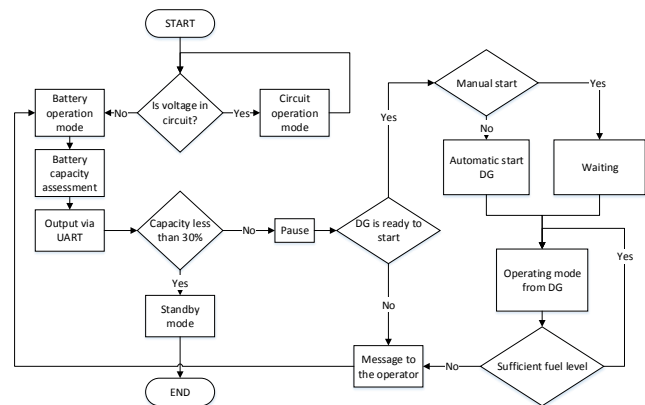 START
Is voltage in
circuit?
No
Yes
Battery
operation
mode
Circuit
operation
mode
Battery
capacity
assessment
Output via
UART
Capacity less
than 30%
No
Yes
Pause
Standby
mode
END
DG is ready to
start
Yes
No
Manual start
No
Yes
Automatic start
DG
Waiting
Operating mode
from DG
Yes
Sufficient fuel level
No
Message to
the operator